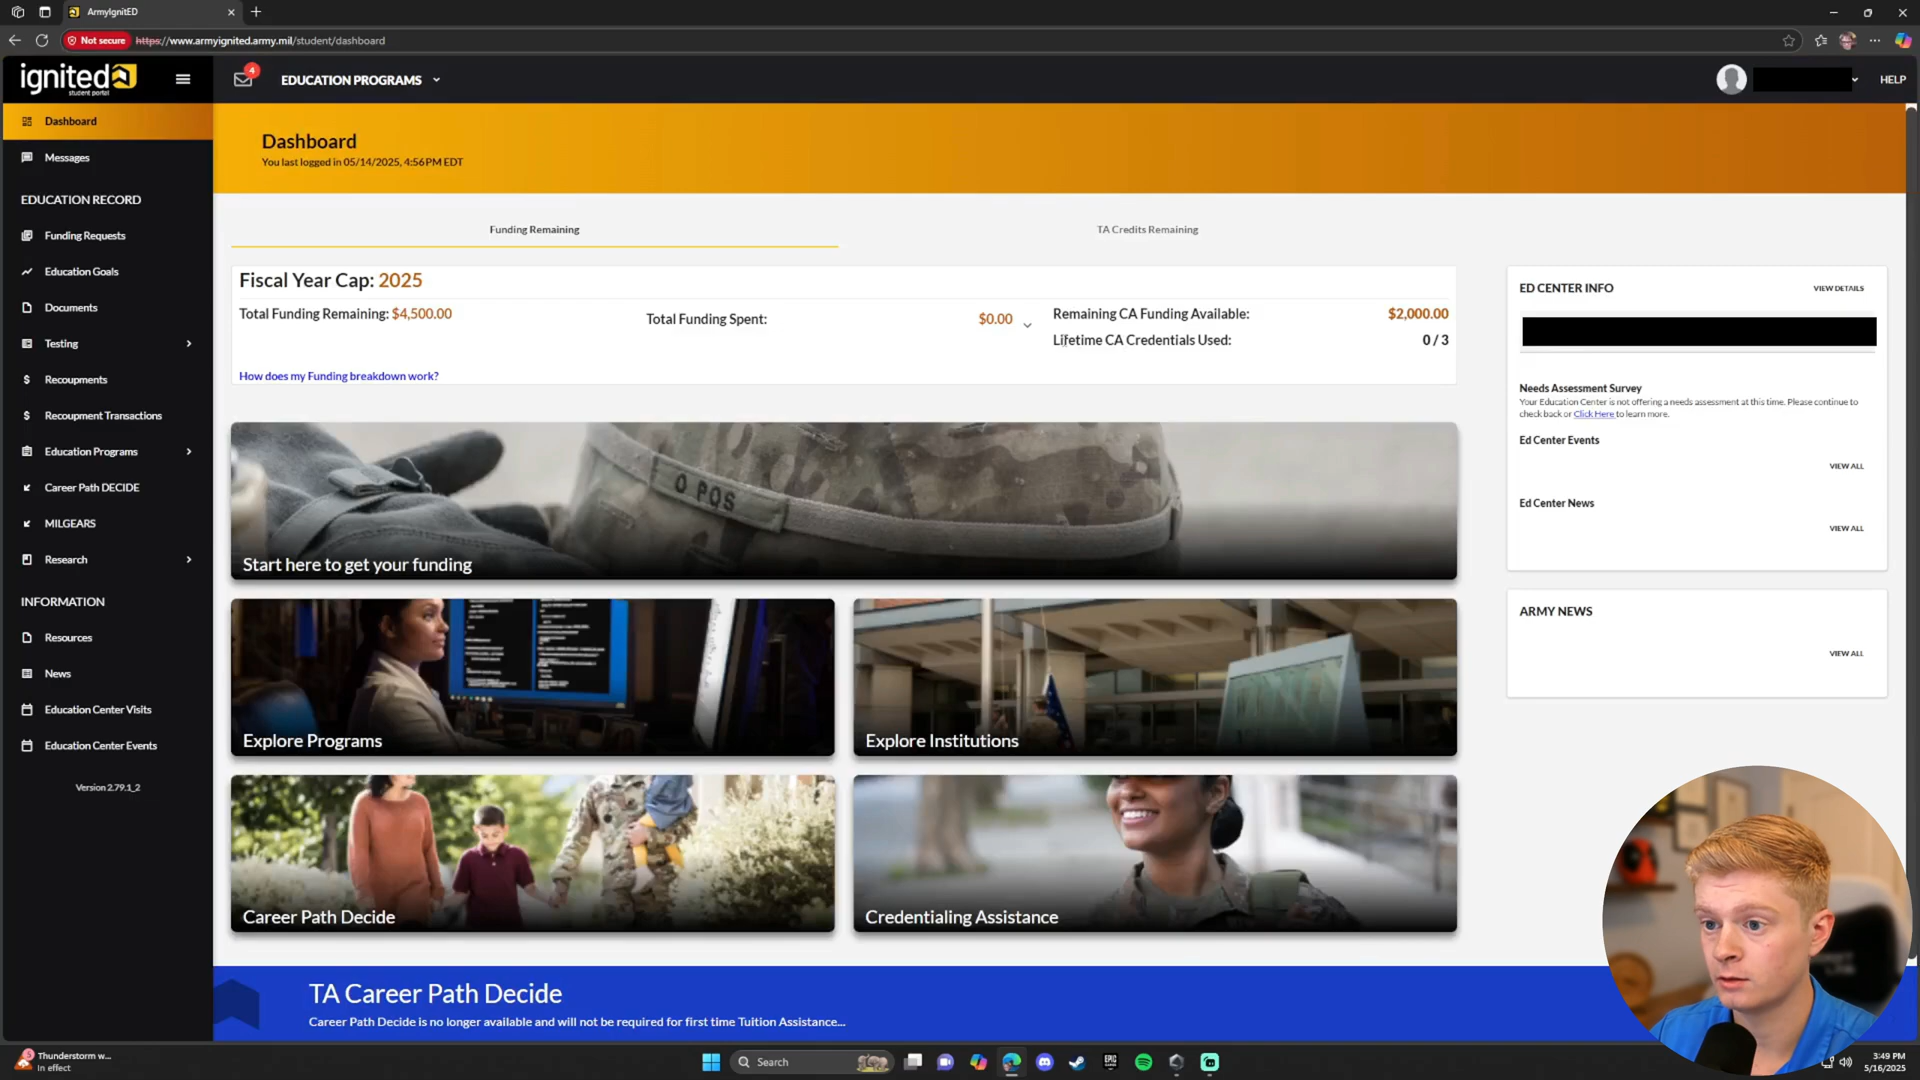 ArmyIgnitED
Not secure https://www.armyignited.army.mil/student/dashboard
ignited
student portal
4
EDUCATION PROGRAMS
HELP
Dashboard
Messages
EDUCATION RECORD
Funding Requests
Education Goals
Documents
Testing
Recoupments
Recoupment Transactions
Education Programs
Career Path DECIDE
MILGEARS
Research
INFORMATION
Resources
News
Education Center Visits
Education Center Events
Version 2.79.1_2
Dashboard
You last logged in 05/14/2025, 4:56PM EDT
Funding Remaining
TA Credits Remaining
Fiscal Year Cap: 2025
Total Funding Remaining: $4,500.00
Total Funding Spent: $0.00
Remaining CA Funding Available: $2,000.00
Lifetime CA Credentials Used: 0 / 3
How does my Funding breakdown work?
O POS
Start here to get your funding
Explore Programs
Explore Institutions
Career Path Decide
Credentialing Assistance
TA Career Path Decide
Career Path Decide is no longer available and will not be required for first time Tuition Assistance...
ED CENTER INFO
VIEW DETAILS
Needs Assessment Survey
Your Education Center is not offering a needs assessment at this time. Please continue to
check back or Click Here to learn more.
Ed Center Events
VIEW ALL
Ed Center News
VIEW ALL
ARMY NEWS
VIEW ALL
Thunderstorm w...
In effect
Search
EPIC
GAMES
3:49 PM
5/16/2025